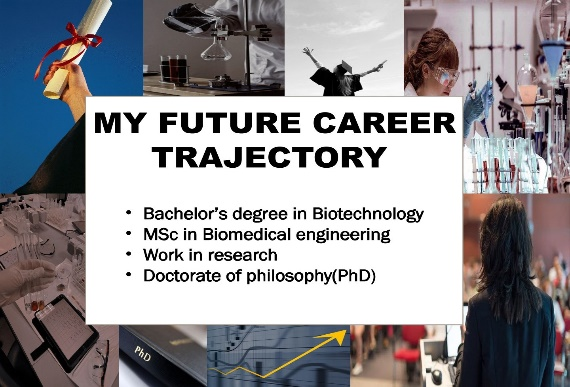 MY FUTURE CAREER
TRAJECTORY
• Bachelor's degree in Biotechnology
• MSc in Biomedical engineering
• Work in research
• Doctorate of philosophy(PhD)
PhD